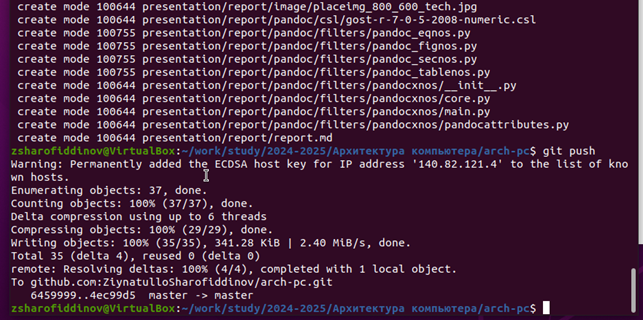 create mode 100644 presentation/report/image/placeimg_800_600_tech.jpg
create mode 100644 presentation/report/pandoc/csl/gost-r-7-0-5-2008-numeric.csl
create mode 100755 presentation/report/pandoc/filters/pandoc_eqnos.py
create mode 100755 presentation/report/pandoc/filters/pandoc_fignos.py
create mode 100755 presentation/report/pandoc/filters/pandoc_secnos.py
create mode 100755 presentation/report/pandoc/filters/pandoc_tablenos.py
create mode 100644 presentation/report/pandoc/filters/pandocxnos/__init__.py
create mode 100644 presentation/report/pandoc/filters/pandocxnos/core.py
create mode 100644 presentation/report/pandoc/filters/pandocxnos/main.py
create mode 100644 presentation/report/pandoc/filters/pandocxnos/pandocattributes.py
create mode 100644 presentation/report/report.md
zsharofiddinov@VirtualBox:~/work/study/2024-2025/Архитектура компьютера/arch-pc$ git push
Warning: Permanently added the ECDSA host key for IP address '140.82.121.4' to the list of kno
wn hosts.
Enumerating objects: 37, done.
Counting objects: 100% (37/37), done.
Delta compression using up to 6 threads
Compressing objects: 100% (29/29), done.
Writing objects: 100% (35/35), 341.28 KiB | 2.40 MiB/s, done.
Total 35 (delta 4), reused 0 (delta 0)
remote: Resolving deltas: 100% (4/4), completed with 1 local object.
To github.com:ZiynatulloSharofiddinov/arch-pc.git
6459999..4ec99d5  master -> master
zsharofiddinov@VirtualBox:~/work/study/2024-2025/Архитектура компьютера/arch-pc$